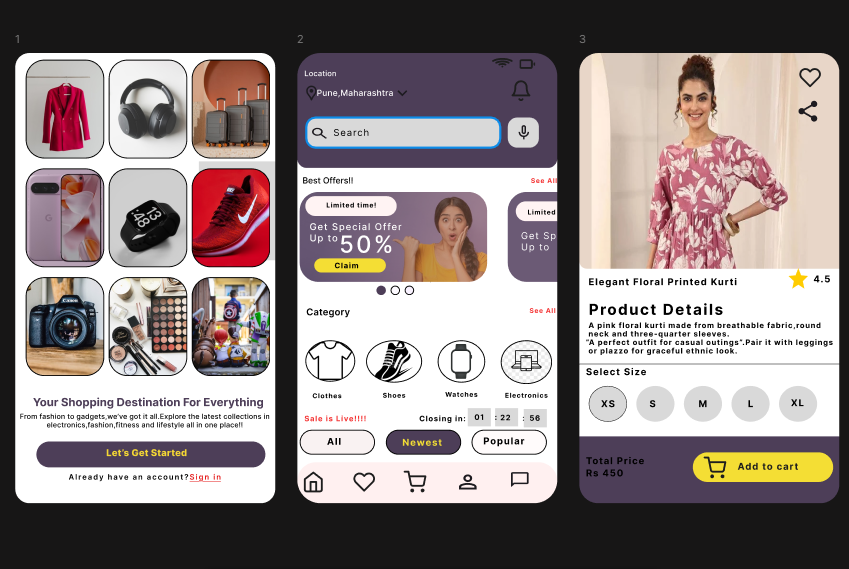 1
13
48
G
Canon
Your Shopping Destination For Everything
From fashion to gadgets,we've got it all.Explore the latest collections in
electronics,fashion,fitness and lifestyle all in one place!!
Let's Get Started
Already have an account?Sign in
2
Location
Pune,Maharashtra
Search
Best Offers!!
See All
Limited time!
Get Special Offer
Up to 50%
Claim
Limited
Get Sp
Up to
Category
See All
Clothes
Shoes
Watches
Electronics
Sale is Live!!!!
Closing in: 01 : 22 : 56
All
Newest
Popular
3
Elegant Floral Printed Kurti
4.5
Product Details
A pink floral kurti made from breathable fabric,round
neck and three-quarter sleeves.
"A perfect outfit for casual outings".Pair it with leggings
or plazzo for graceful ethnic look.
Select Size
XS
S
M
L
XL
Total Price
Rs 450
Add to cart